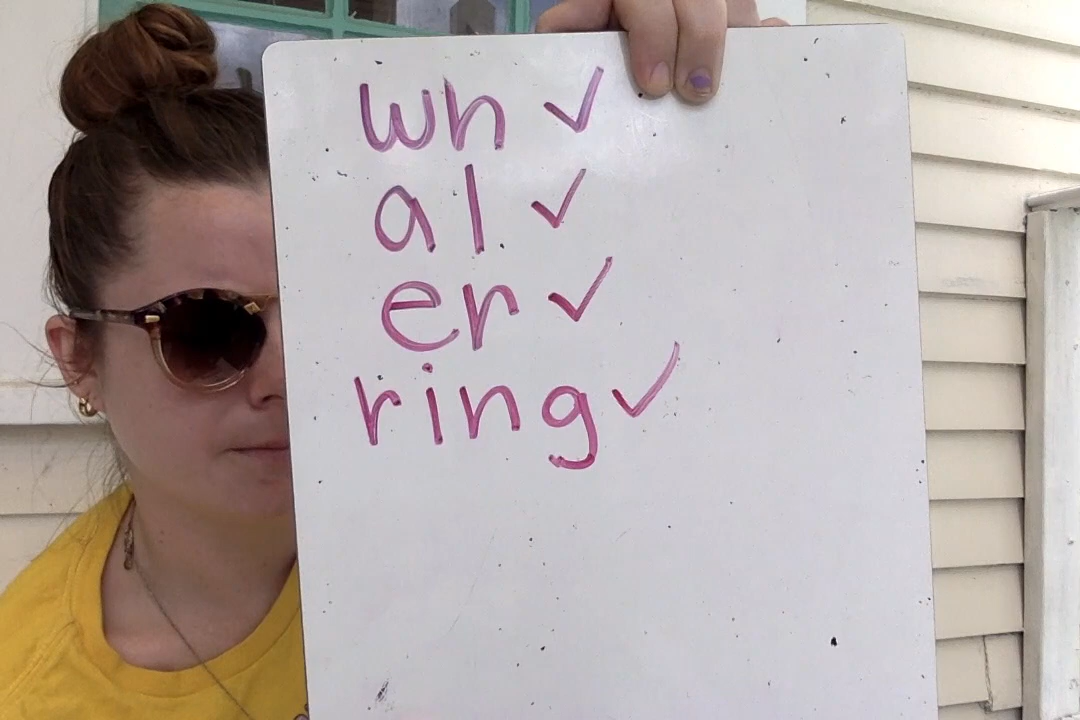 wh ✓
al ✓
er ✓
ring ✓